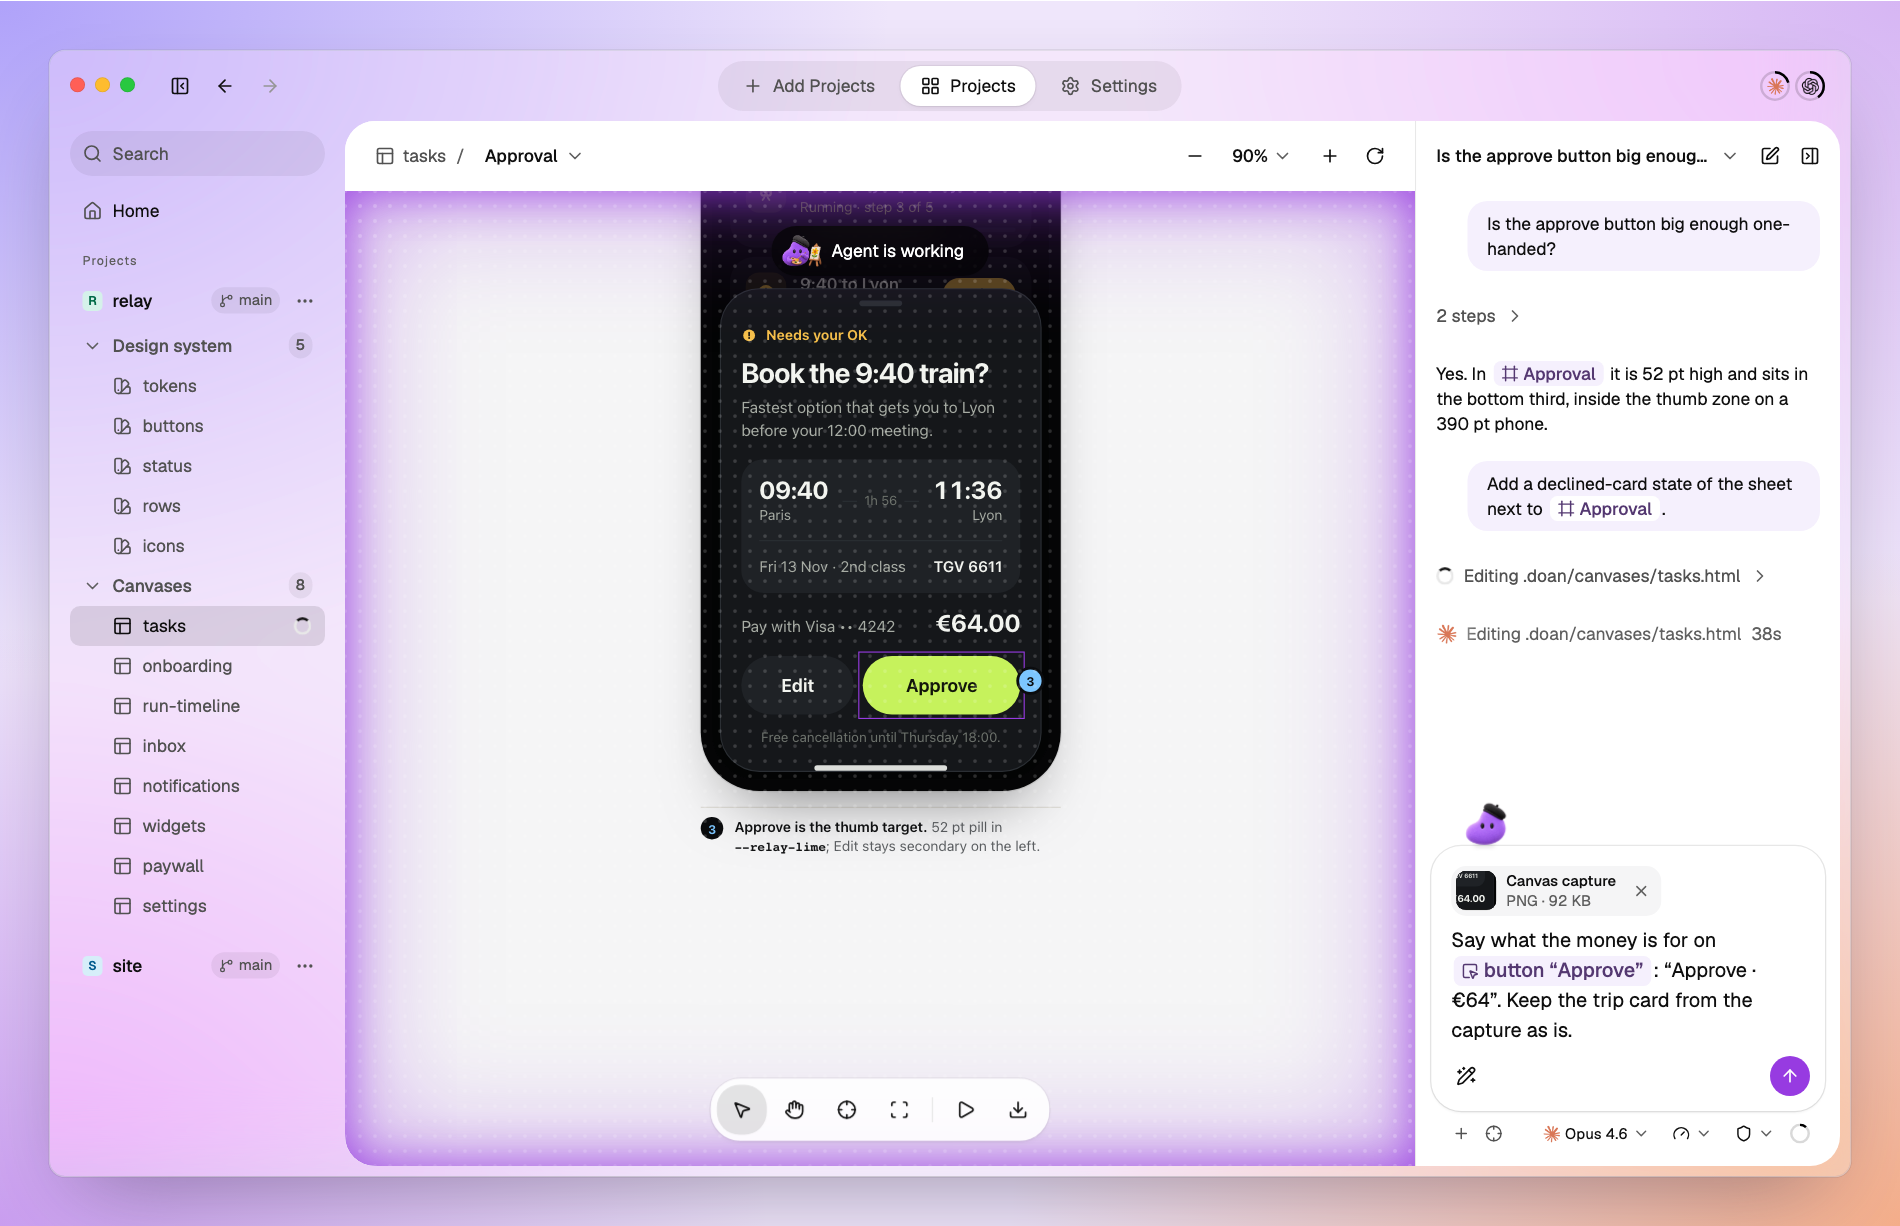 Add Projects
Projects
Settings
Search
Home
Projects
R relay main
Design system 5
tokens
buttons
status
rows
icons
Canvases 8
tasks
onboarding
run-timeline
inbox
notifications
widgets
paywall
settings
S site main
tasks / Approval
90%
Running · step 3 of 5
Agent is working
9:40 to Lyon
Needs your OK
Book the 9:40 train?
Fastest option that gets you to Lyon
before your 12:00 meeting.
09:40 1h 56 11:36
Paris Lyon
Fri 13 Nov · 2nd class TGV 6611
Pay with Visa •• 4242 €64.00
Edit Approve 3
Free cancellation until Thursday 18:00.
3 Approve is the thumb target. 52 pt pill in
--relay-lime; Edit stays secondary on the left.
Is the approve button big enoug...
Is the approve button big enough one-
handed?
2 steps
Yes. In Approval it is 52 pt high and sits in
the bottom third, inside the thumb zone on a
390 pt phone.
Add a declined-card state of the sheet
next to Approval .
Editing .doan/canvases/tasks.html
Editing .doan/canvases/tasks.html 38s
GV 6611
64.00
Canvas capture
PNG · 92 KB
Say what the money is for on
button “Approve” : “Approve ·
€64”. Keep the trip card from the
capture as is.
Opus 4.6